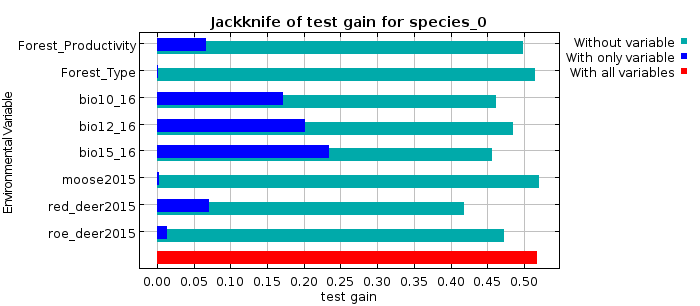 Jackknife of test gain for species_0
Without variable
With only variable
With all variables
Environmental Variable
Forest_Productivity
Forest_Type
bio10_16
bio12_16
bio15_16
moose2015
red_deer2015
roe_deer2015
0.00 0.05 0.10 0.15 0.20 0.25 0.30 0.35 0.40 0.45 0.50
test gain